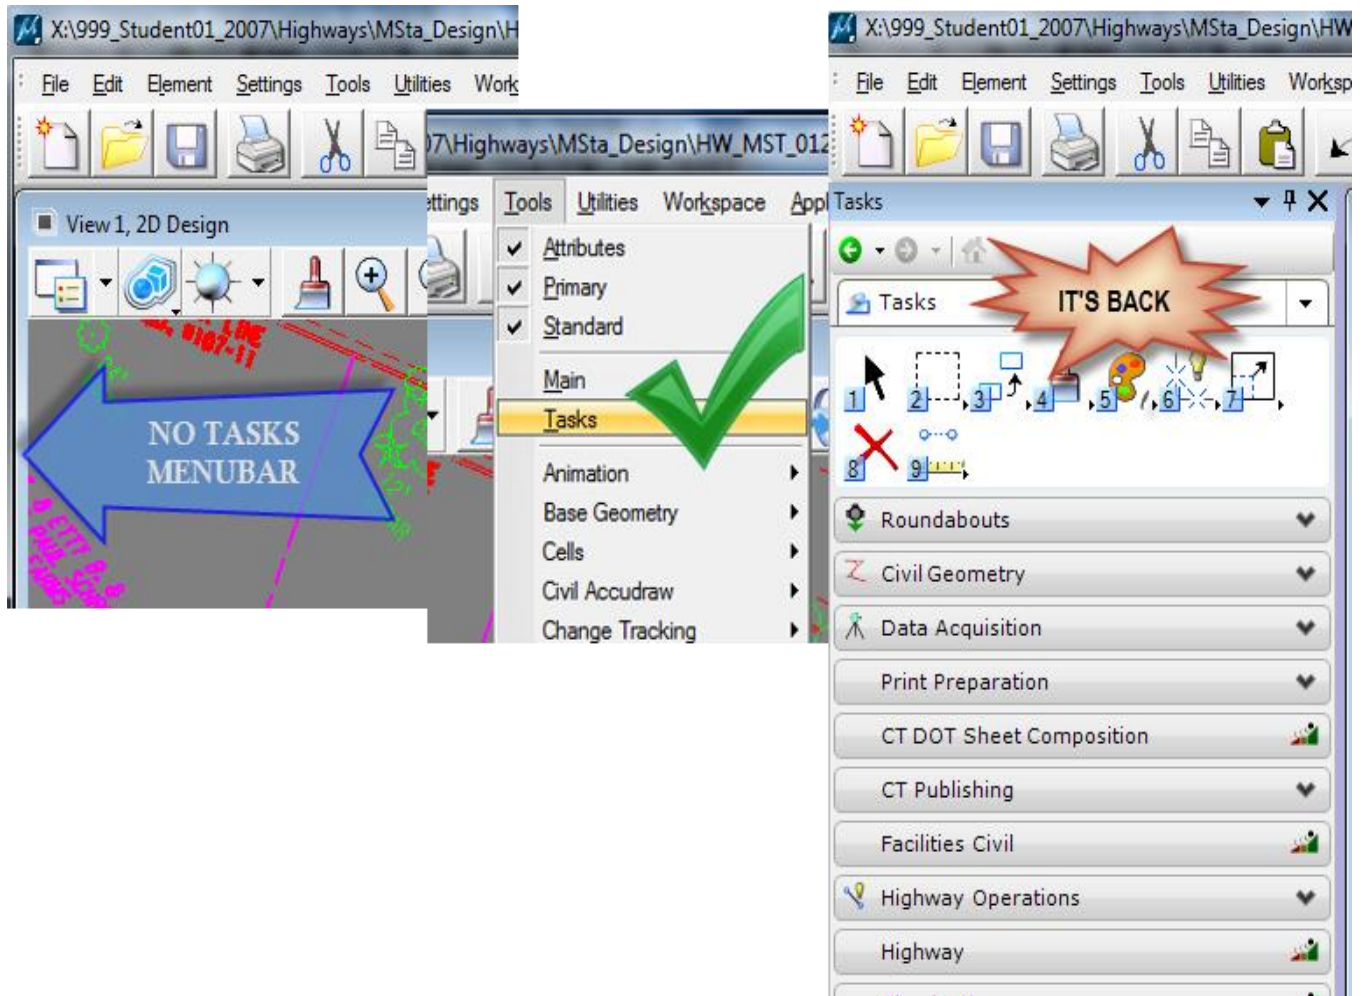 X:\999_Student01_2007\Highways\MSta_Design\H
File Edit Element Settings Tools Utilities Work
View 1, 2D Design
LINE
0107-11
NO TASKS
MENUBAR
07\Highways\MSta_Design\HW_MST_012
ttings Tools Utilities Workspace Appl
Attributes
Primary
Standard
Main
Tasks
Animation
Base Geometry
Cells
Civil Accudraw
Change Tracking
X:\999_Student01_2007\Highways\MSta_Design\HW
File Edit Element Settings Tools Utilities Worksp
Tasks
IT'S BACK
Tasks
1 2 3 4 5 6 7
8 9
Roundabouts
Civil Geometry
Data Acquisition
Print Preparation
CT DOT Sheet Composition
CT Publishing
Facilities Civil
Highway Operations
Highway